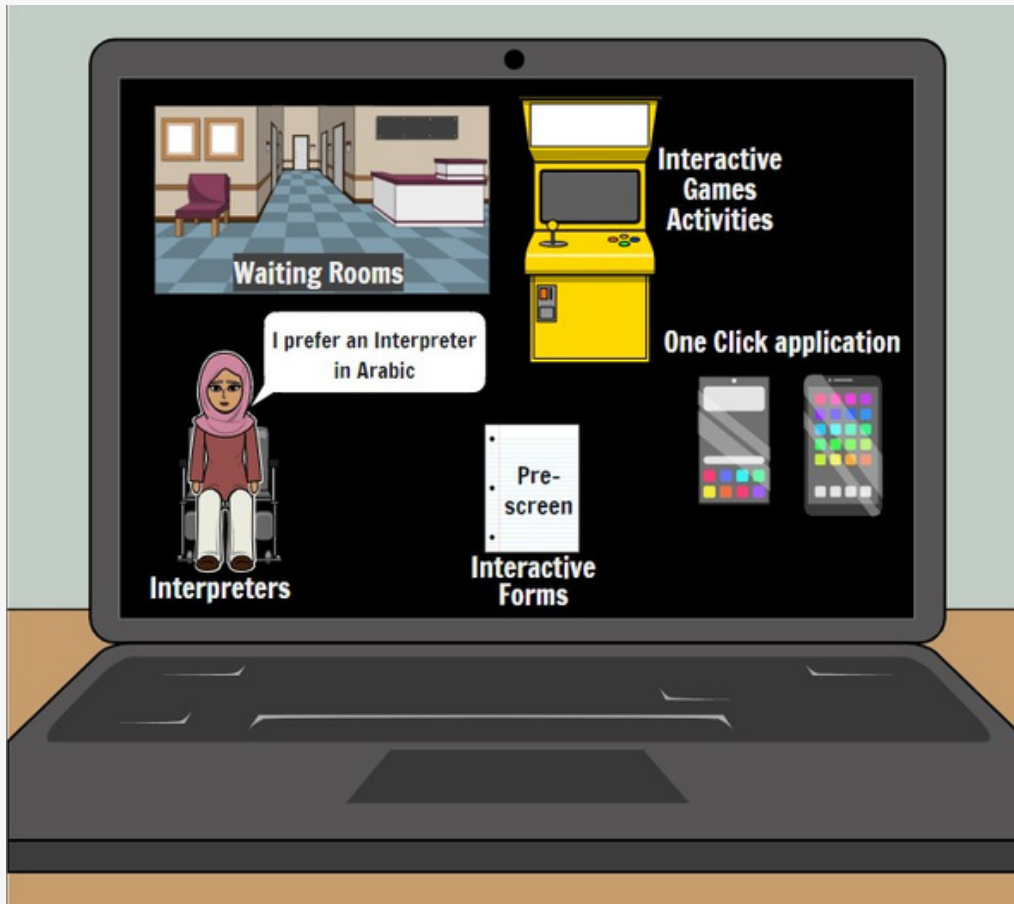 Waiting Rooms
Interactive
Games
Activities
I prefer an Interpreter
in Arabic
One Click application
Interpreters
Pre-
screen
Interactive
Forms